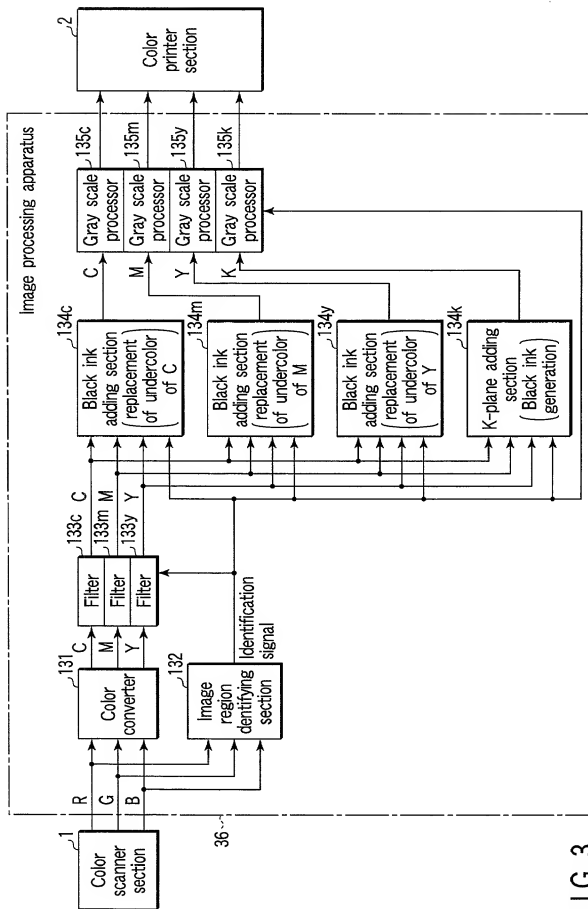 Image processing apparatus
1
Color
scanner
section
36
R
G
B
131
Color
converter
C
M
Y
132
Image
region
dentifying
section
Identification
signal
133c
133m
133y
Filter
Filter
Filter
C
M
Y
134c
Black ink
adding section
(replacement
of undercolor
of C)
134m
Black ink
adding section
(replacement
of undercolor
of M)
134y
Black ink
adding section
(replacement
of undercolor
of Y)
134k
K-plane adding
section
(Black ink
generation)
C
M
Y
K
135c
Gray scale
processor
135m
Gray scale
processor
135y
Gray scale
processor
135k
Gray scale
processor
2
Color
printer
section
IG. 3